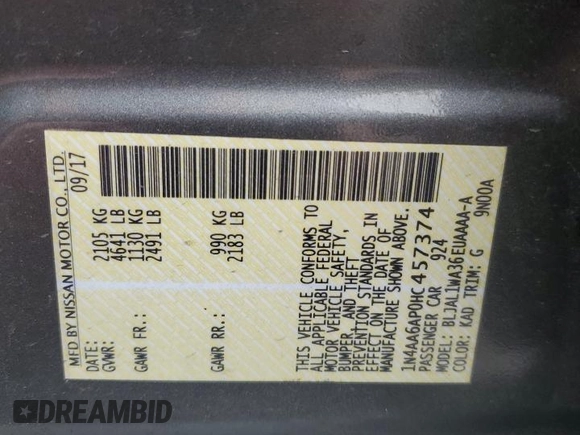 MFD BY NISSAN MOTOR CO., LTD.
DATE: 09/17
GVWR: 2105 KG
4641 LB
GAWR FR.: 1130 KG
2491 LB
GAWR RR.: 990 KG
2183 LB
THIS VEHICLE CONFORMS TO
ALL APPLICABLE FEDERAL
MOTOR VEHICLE SAFETY,
BUMPER, AND THEFT
PREVENTION STANDARDS IN
EFFECT ON THE DATE OF
MANUFACTURE SHOWN ABOVE.
1N4AA6AP0HC457374
PASSENGER CAR 924
MODEL: BLJAL1WA36EUAAAA-A
COLOR: KAD TRIM: G 9N00A
DREAMBID